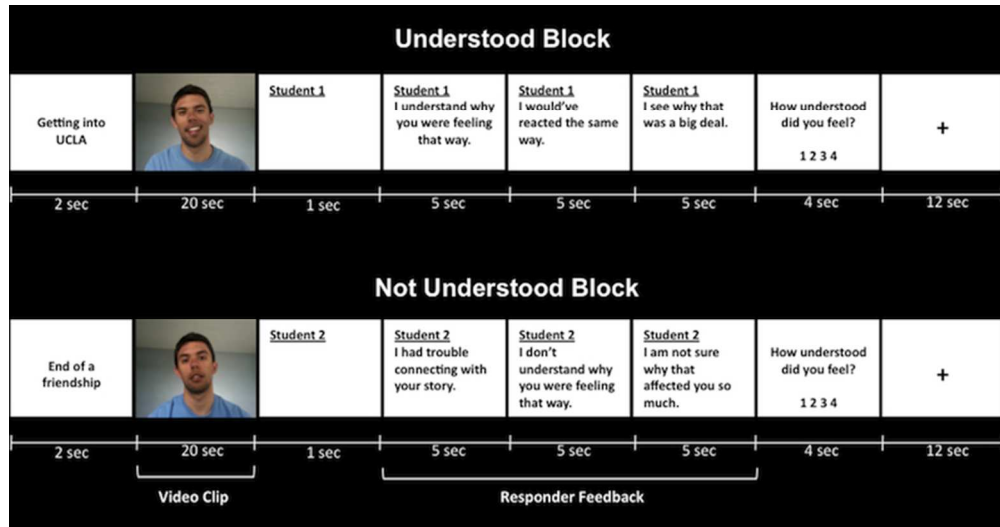 Understood Block
Getting into
UCLA
Student 1
Student 1
I understand why
you were feeling
that way.
Student 1
I would've
reacted the same
way.
Student 1
I see why that
was a big deal.
How understood
did you feel?
1 2 3 4
+
2 sec
20 sec
1 sec
5 sec
5 sec
5 sec
4 sec
12 sec
Not Understood Block
End of a
friendship
Student 2
Student 2
I had trouble
connecting with
your story.
Student 2
I don't
understand why
you were feeling
that way.
Student 2
I am not sure
why that
affected you so
much.
How understood
did you feel?
1 2 3 4
+
2 sec
20 sec
1 sec
5 sec
5 sec
5 sec
4 sec
12 sec
Video Clip
Responder Feedback